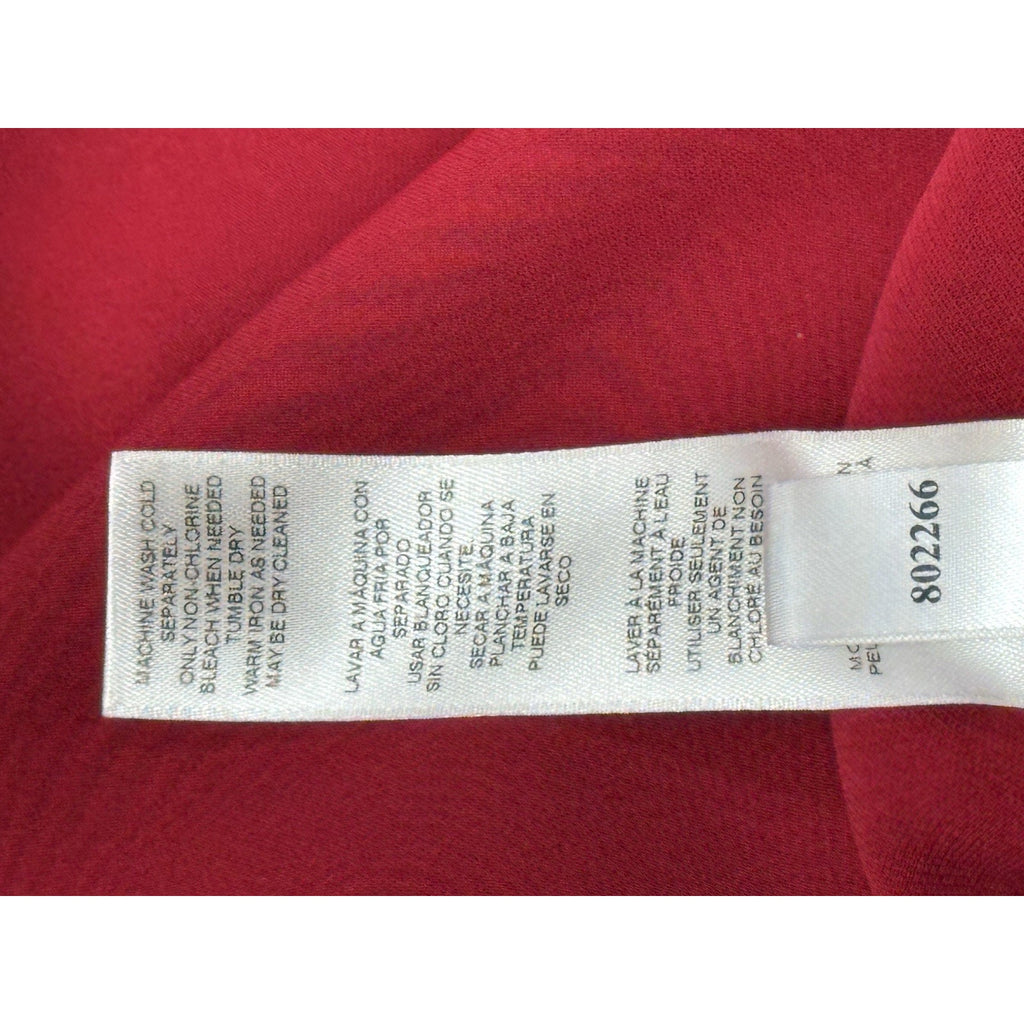 MACHINE WASH COLD
SEPARATELY
ONLY NON-CHLORINE
BLEACH WHEN NEEDED
TUMBLE DRY
WARM IRON AS NEEDED
MAY BE DRY CLEANED
LAVAR A MAQUINA CON
AGUA FRIA POR
SEPARADO
USAR BLANQUEADOR
SIN CLORO CUANDO SE
NECESITE.
SECAR A MAQUINA
PLANCHAR A BAJA
TEMPERATURA
PUEDE LAVARSE EN
SECO
LAVER À LA MACHINE
SÉPARÉMENT À L'EAU
FROIDE
UTILISER SEULEMENT
UN AGENT DE
BLANCHIMENT NON
CHLORÉ AU BESOIN
802266